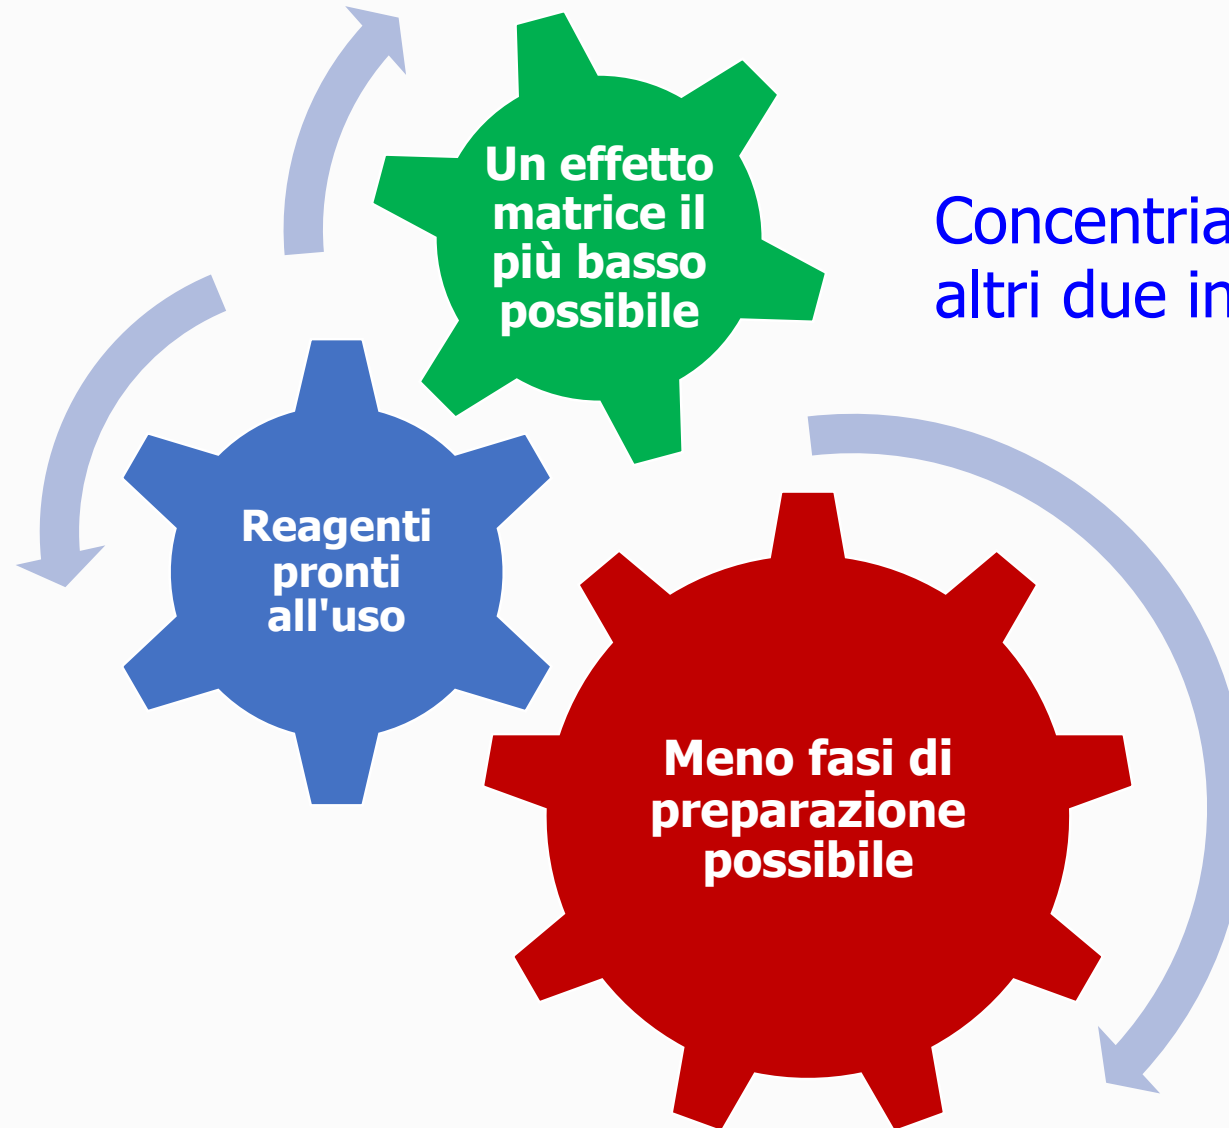 Un effetto
matrice il
più basso
possibile
Concentria
altri due in
Reagenti
pronti
all'uso
Meno fasi di
preparazione
possibile